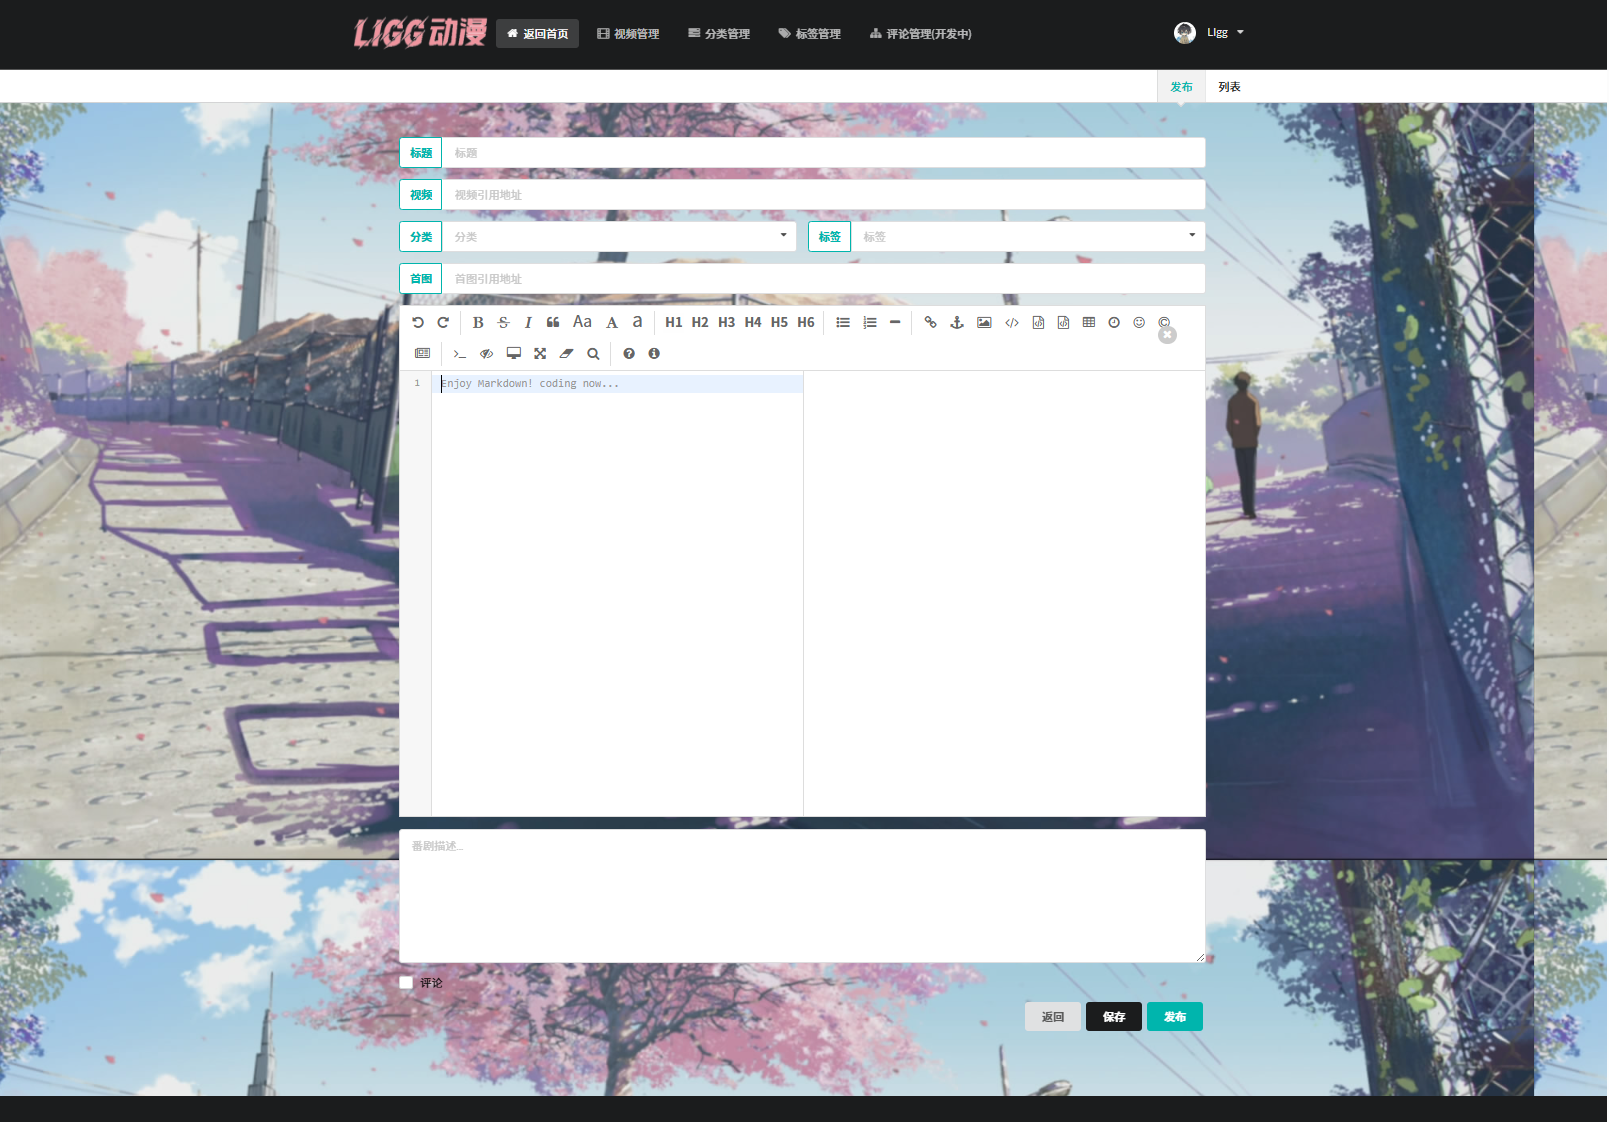 LIGG动漫 返回首页 视频管理 分类管理 标签管理 评论管理(开发中) LIgg
发布 列表
标题 标题
视频 视频引用地址
分类 分类 标签 标签
首图 首图引用地址
B S I Aa A a H1 H2 H3 H4 H5 H6
1 Enjoy Markdown! coding now...
番剧描述...
评论
返回 保存 发布